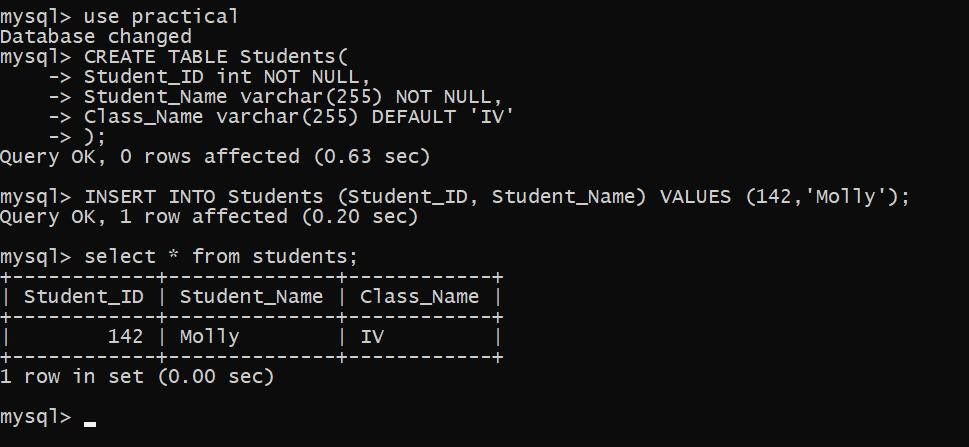 mysql> use practical
Database changed
mysql> CREATE TABLE Students(
    -> Student_ID int NOT NULL,
    -> Student_Name varchar(255) NOT NULL,
    -> Class_Name varchar(255) DEFAULT 'IV'
    -> );
Query OK, 0 rows affected (0.63 sec)

mysql> INSERT INTO Students (Student_ID, Student_Name) VALUES (142,'Molly');
Query OK, 1 row affected (0.20 sec)

mysql> select * from students;
+------------+--------------+------------+
| Student_ID | Student_Name | Class_Name |
+------------+--------------+------------+
|        142 | Molly        | IV         |
+------------+--------------+------------+
1 row in set (0.00 sec)

mysql> _